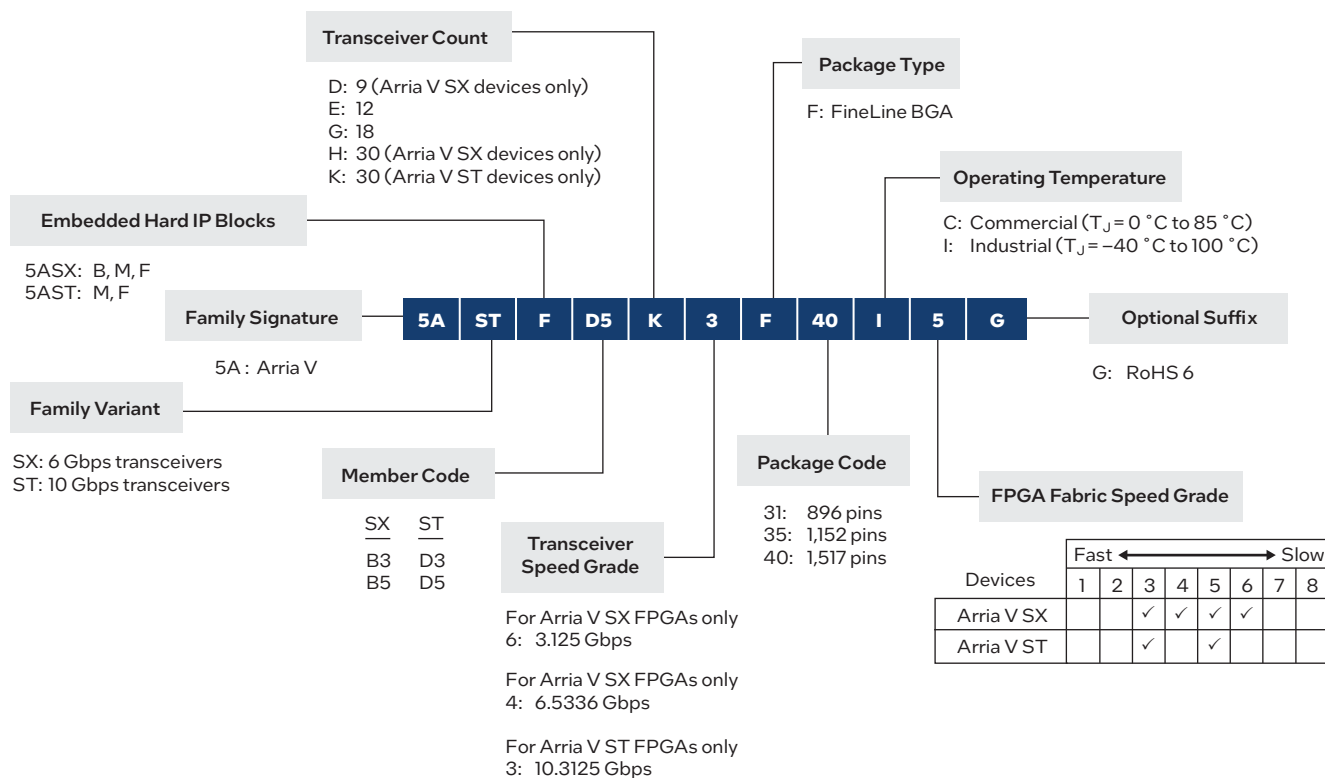 Transceiver Count
D: 9 (Arria V SX devices only)
E: 12
G: 18
H: 30 (Arria V SX devices only)
K: 30 (Arria V ST devices only)
Package Type
F: FineLine BGA
Operating Temperature
C: Commercial (TJ = 0 °C to 85 °C)
I: Industrial (TJ = –40 °C to 100 °C)
Embedded Hard IP Blocks
5ASX: B, M, F
5AST: M, F
Family Signature
5A : Arria V
5A ST F D5 K 3 F 40 I 5 G
Optional Suffix
G: RoHS 6
Family Variant
SX: 6 Gbps transceivers
ST: 10 Gbps transceivers
Member Code
SX ST
B3 D3
B5 D5
Transceiver
Speed Grade
For Arria V SX FPGAs only
6: 3.125 Gbps
For Arria V SX FPGAs only
4: 6.5336 Gbps
For Arria V ST FPGAs only
3: 10.3125 Gbps
Package Code
31: 896 pins
35: 1,152 pins
40: 1,517 pins
FPGA Fabric Speed Grade
Fast Slow
Devices 1 2 3 4 5 6 7 8
Arria V SX ✓ ✓ ✓ ✓
Arria V ST ✓ ✓